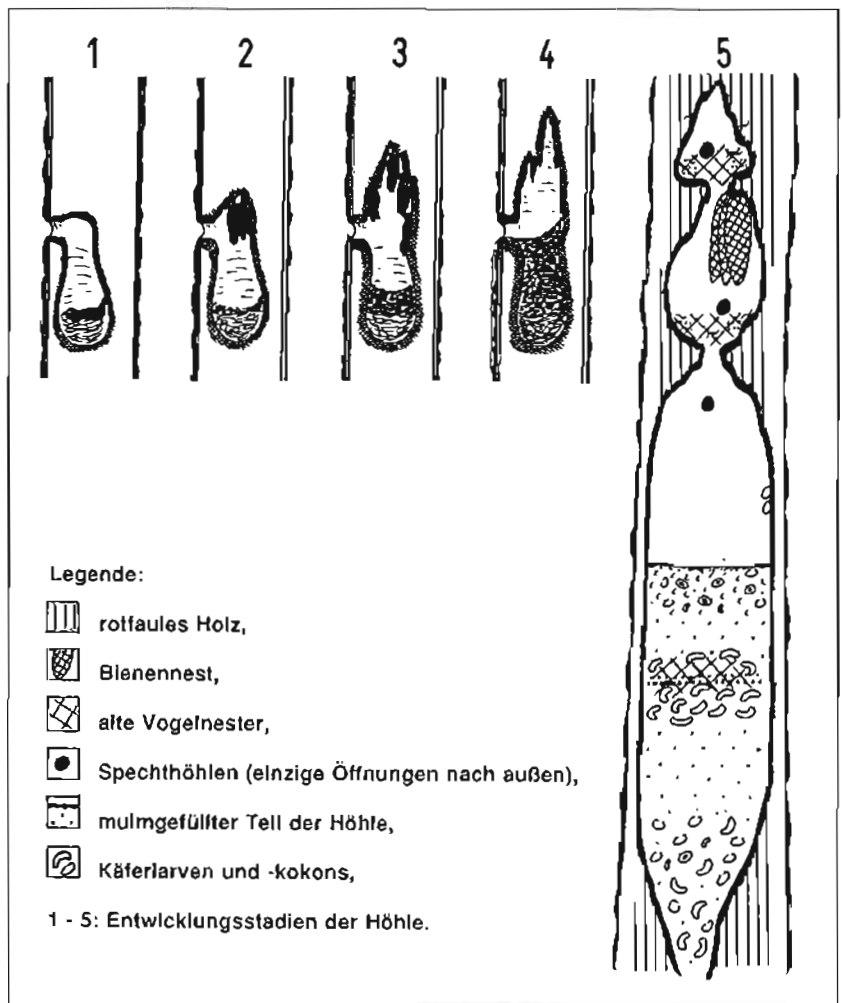 1 2 3 4 5
Legende:
rotfaules Holz,
Bienennest,
alte Vogelnester,
Spechthöhlen (einzige Öffnungen nach außen),
mulmgefüllter Teil der Höhle,
Käferlarven und -kokons,
1 - 5: Entwicklungsstadien der Höhle.